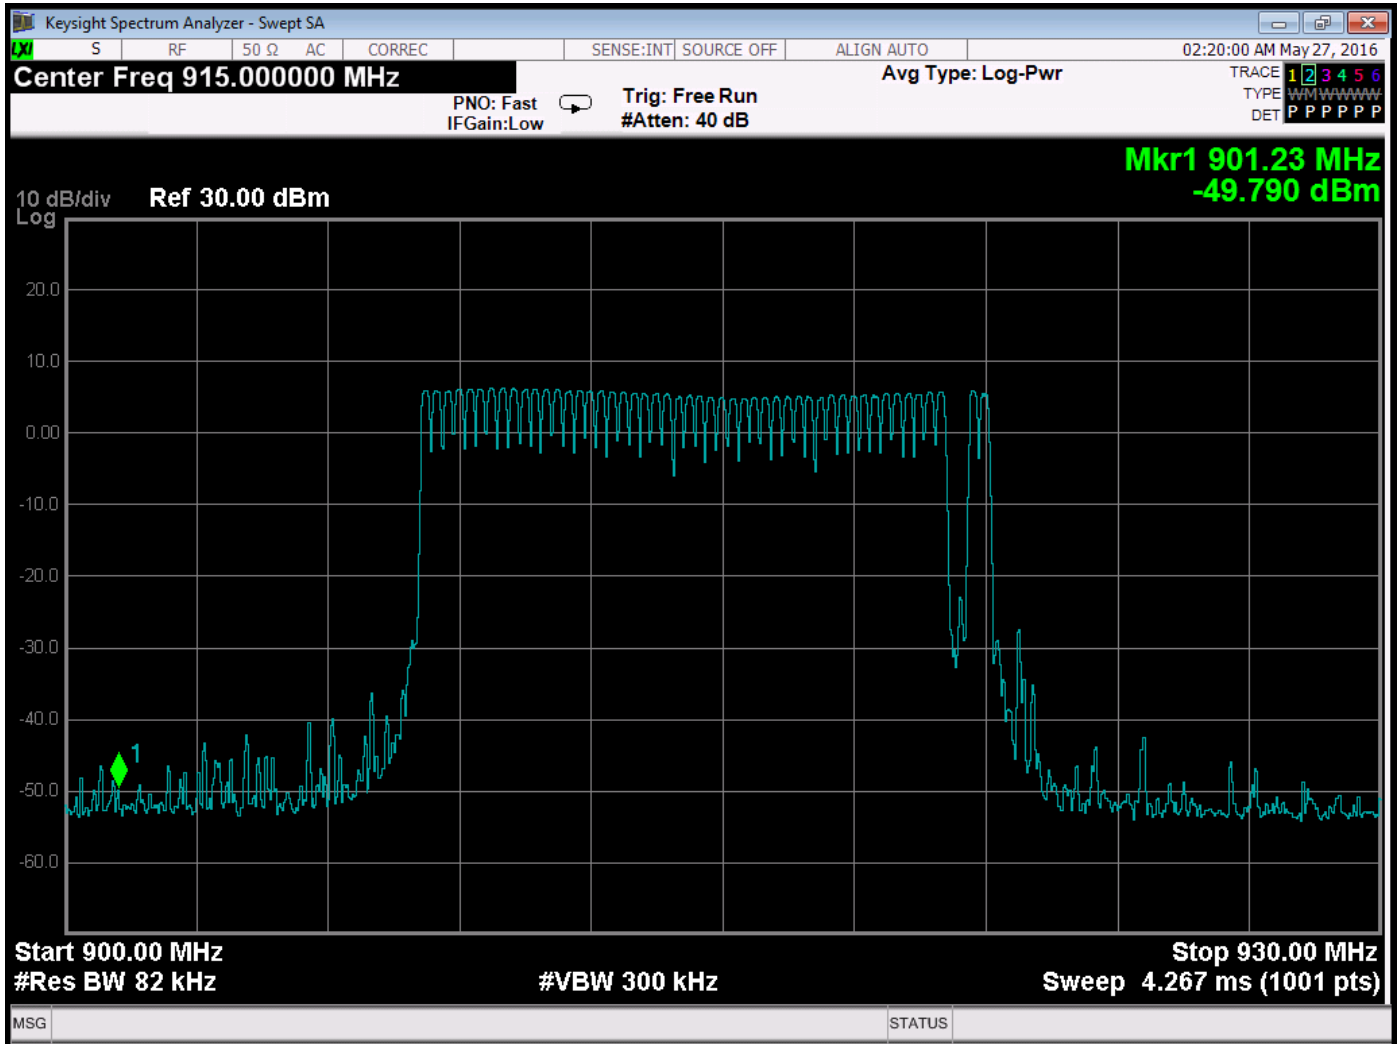 Keysight Spectrum Analyzer - Swept SA
LXI S RF 50 Ω AC CORREC SENSE:INT SOURCE OFF ALIGN AUTO 02:20:00 AM May 27, 2016
Center Freq 915.000000 MHz
Avg Type: Log-Pwr
TRACE 1 2 3 4 5 6
TYPE W M W W W W
DET P P P P P P
PNO: Fast
IFGain:Low
Trig: Free Run
#Atten: 40 dB
Mkr1 901.23 MHz
-49.790 dBm
10 dB/div
Log
Ref 30.00 dBm
20.0
10.0
0.00
-10.0
-20.0
-30.0
-40.0
1
-50.0
-60.0
Start 900.00 MHz
Stop 930.00 MHz
#Res BW 82 kHz
#VBW 300 kHz
Sweep 4.267 ms (1001 pts)
MSG
STATUS